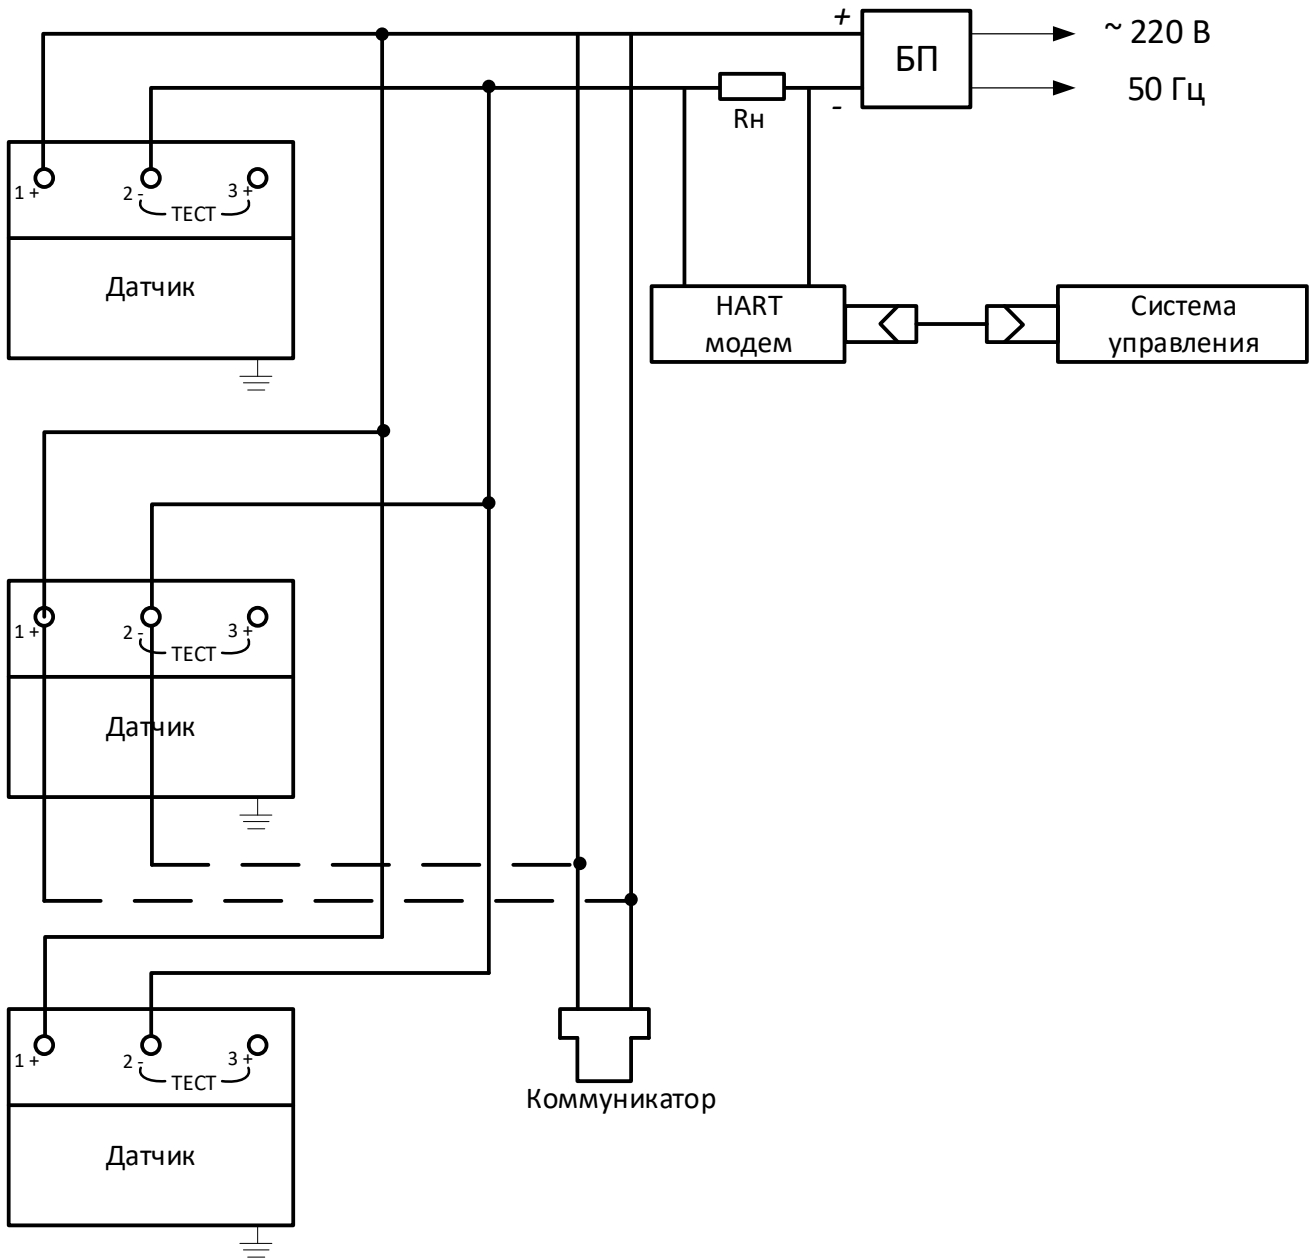 +
БП
~ 220 В
50 Гц
-
Rн
1 +
2 -
3 +
ТЕСТ
Датчик
HART
модем
Система
управления
1 +
2 -
3 +
ТЕСТ
Датчик
1 +
2 -
3 +
ТЕСТ
Датчик
Коммуникатор